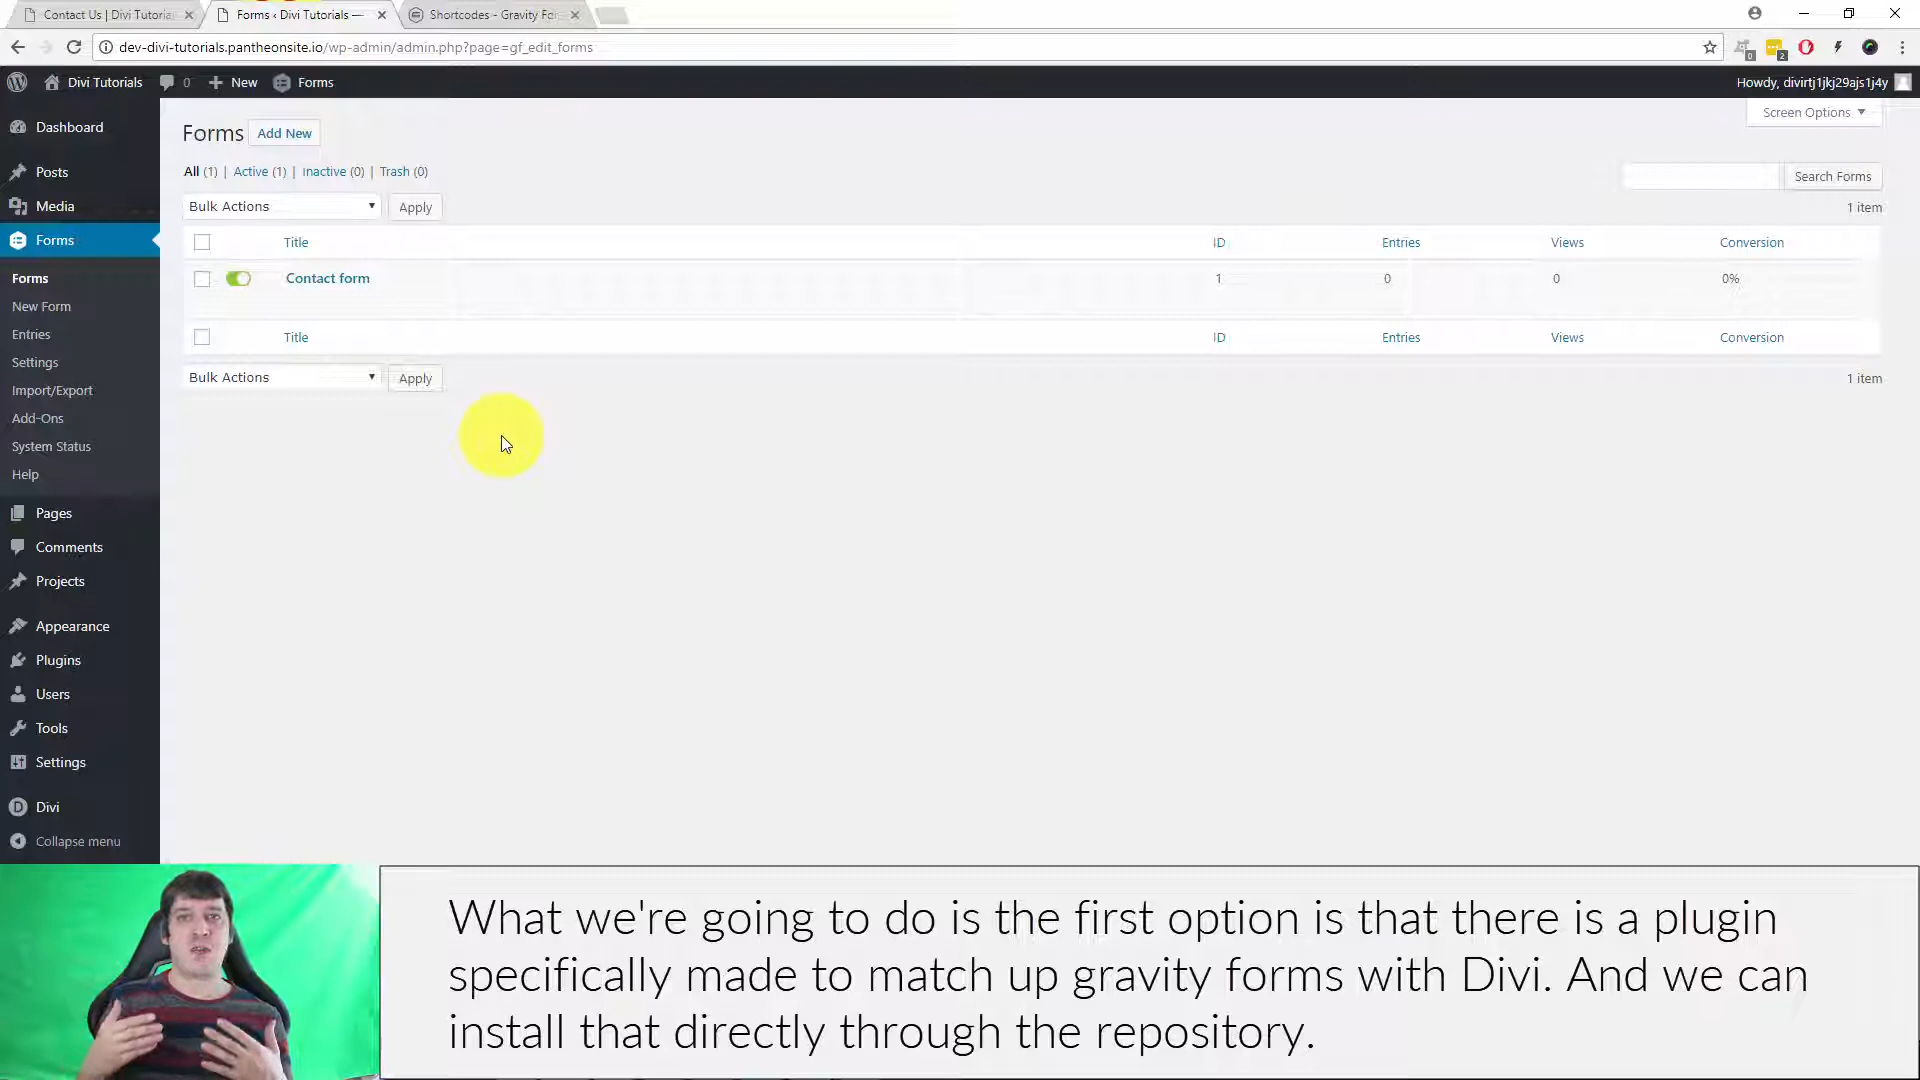 Contact Us | Divi Tutoria
Forms ‹ Divi Tutorials —
Shortcodes - Gravity For
dev-divi-tutorials.pantheonsite.io/wp-admin/admin.php?page=gf_edit_forms
0
2
Divi Tutorials
0
New
Forms
Howdy, divirtj1jkj29ajs1j4y
Screen Options
Dashboard
Posts
Media
Forms
Forms
New Form
Entries
Settings
Import/Export
Add-Ons
System Status
Help
Pages
Comments
Projects
Appearance
Plugins
Users
Tools
Settings
Divi
Collapse menu
Forms Add New
All (1) | Active (1) | Inactive (0) | Trash (0)
Search Forms
Bulk Actions Apply
1 item
Title ID Entries Views Conversion
Contact form 1 0 0 0%
Title ID Entries Views Conversion
Bulk Actions Apply
1 item
What we're going to do is the first option is that there is a plugin
specifically made to match up gravity forms with Divi. And we can
install that directly through the repository.